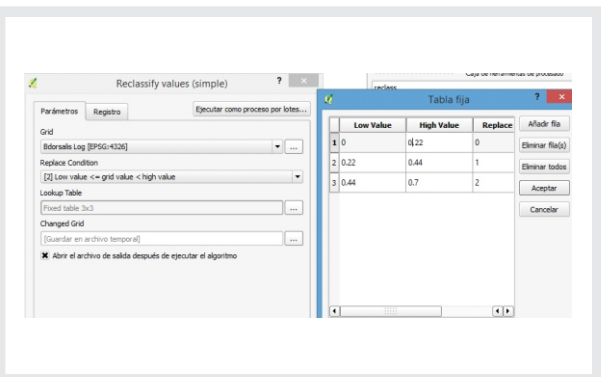 Reclassify values (simple)
?
Parámetros
Registro
Ejecutar como proceso por lotes...
Grid
Bdorsalis Log [EPSG:4326]
...
Replace Condition
[2] Low value <= grid value < high value
Lookup Table
Fixed table 3x3
...
Changed Grid
[Guardar en archivo temporal]
...
Abrir el archivo de salida después de ejecutar el algoritmo
Caja de herramientas de procesado
reclass
Tabla fija
?
Low Value High Value Replace
1 0 0.22 0
2 0.22 0.44 1
3 0.44 0.7 2
Añadir fila
Eliminar fila(s)
Eliminar todos
Aceptar
Cancelar